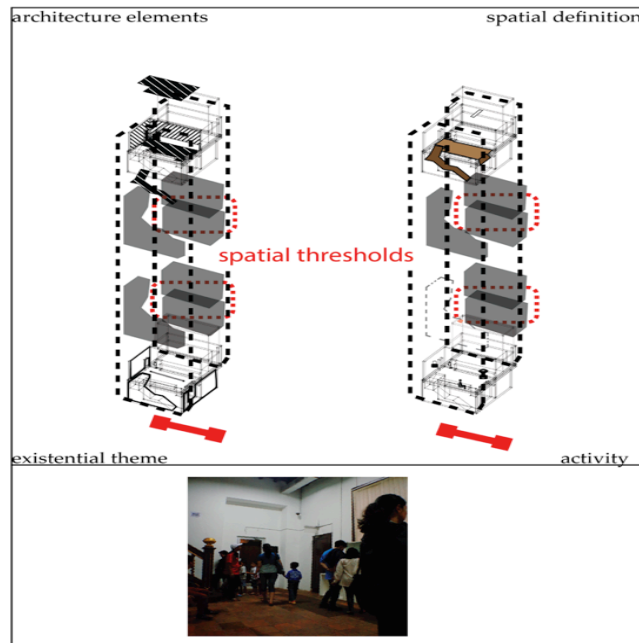 architecture elements
spatial definition
spatial thresholds
existential theme
activity